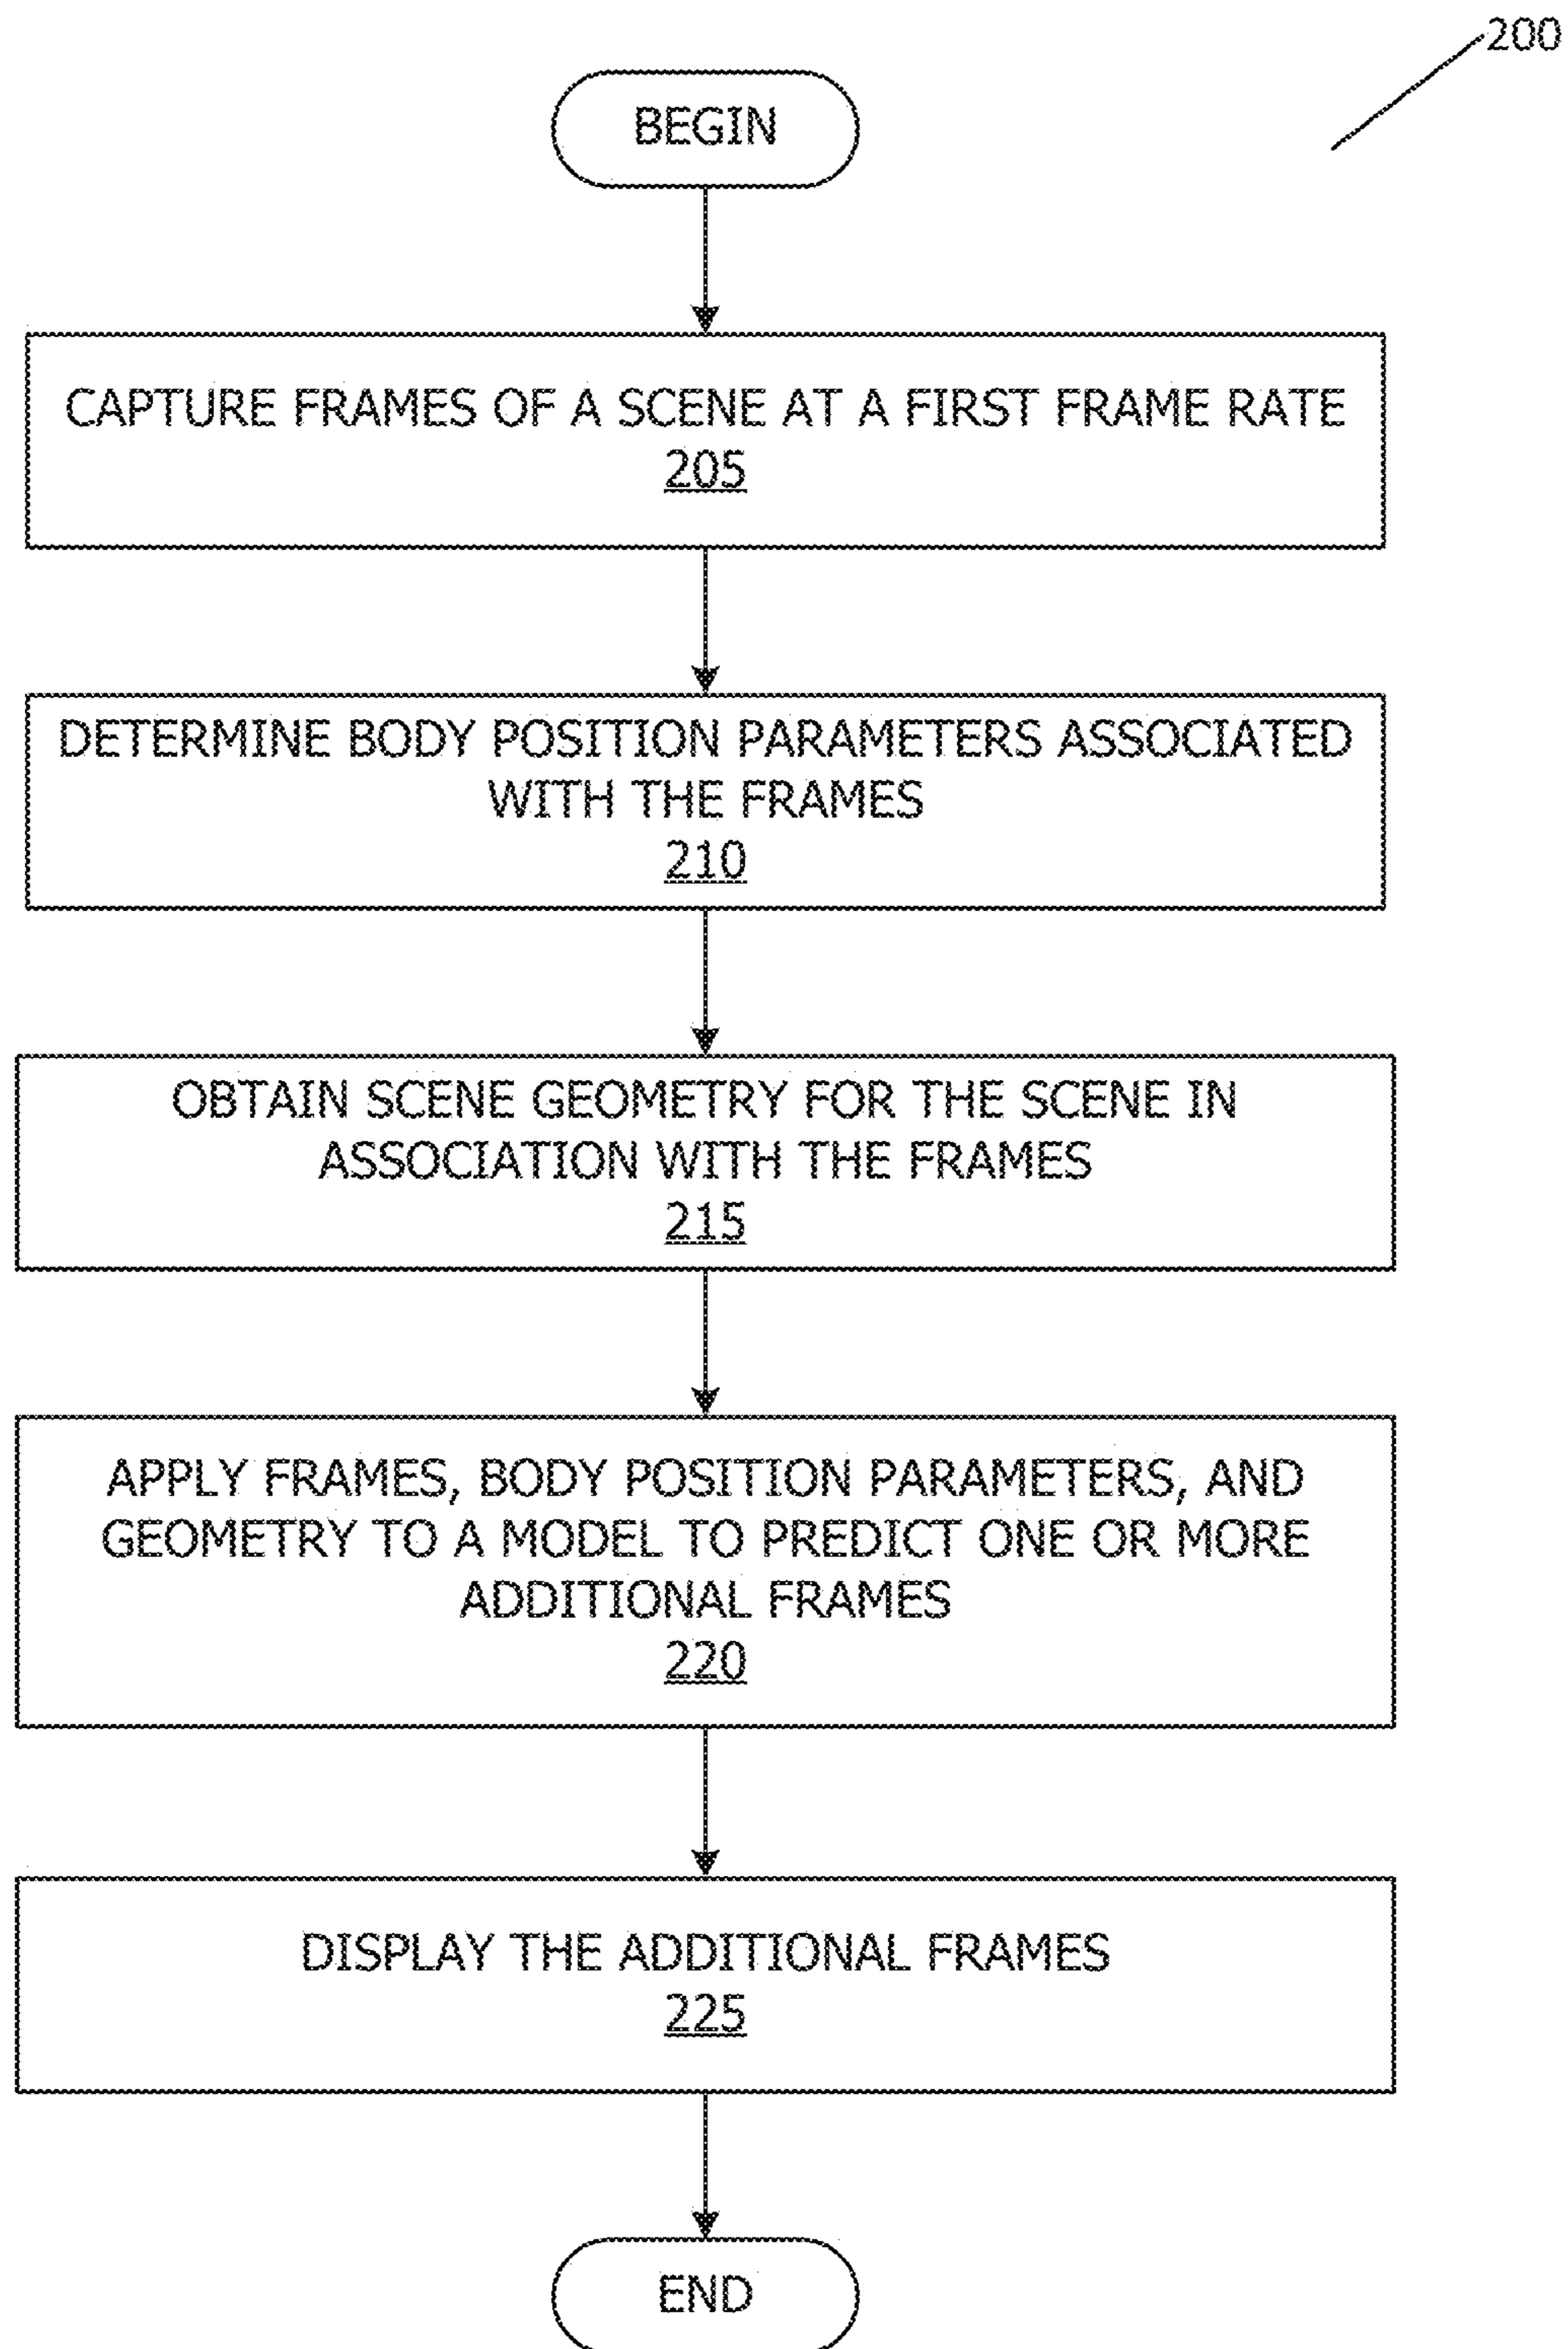 200
BEGIN
CAPTURE FRAMES OF A SCENE AT A FIRST FRAME RATE
205
DETERMINE BODY POSITION PARAMETERS ASSOCIATED
WITH THE FRAMES
210
OBTAIN SCENE GEOMETRY FOR THE SCENE IN
ASSOCIATION WITH THE FRAMES
215
APPLY FRAMES, BODY POSITION PARAMETERS, AND
GEOMETRY TO A MODEL TO PREDICT ONE OR MORE
ADDITIONAL FRAMES
220
DISPLAY THE ADDITIONAL FRAMES
225
END